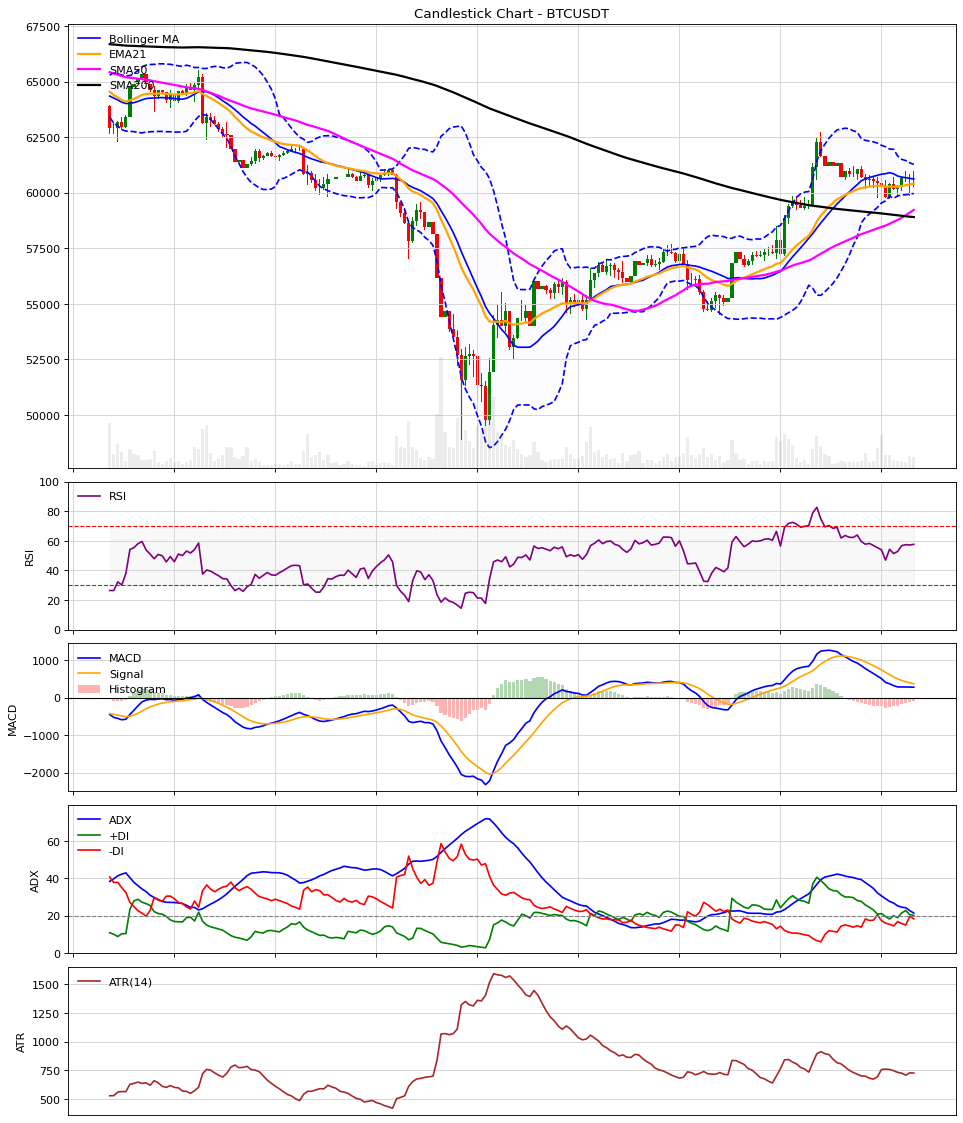 Candlestick Chart - BTCUSDT
67500
65000
62500
60000
57500
55000
52500
50000
Bollinger MA
EMA21
SMA50
SMA200
RSI
100
80
60
40
20
0
RSI
MACD
1000
0
−1000
−2000
MACD
Signal
Histogram
ADX
60
40
20
0
ADX
+DI
-DI
ATR
1500
1250
1000
750
500
ATR(14)